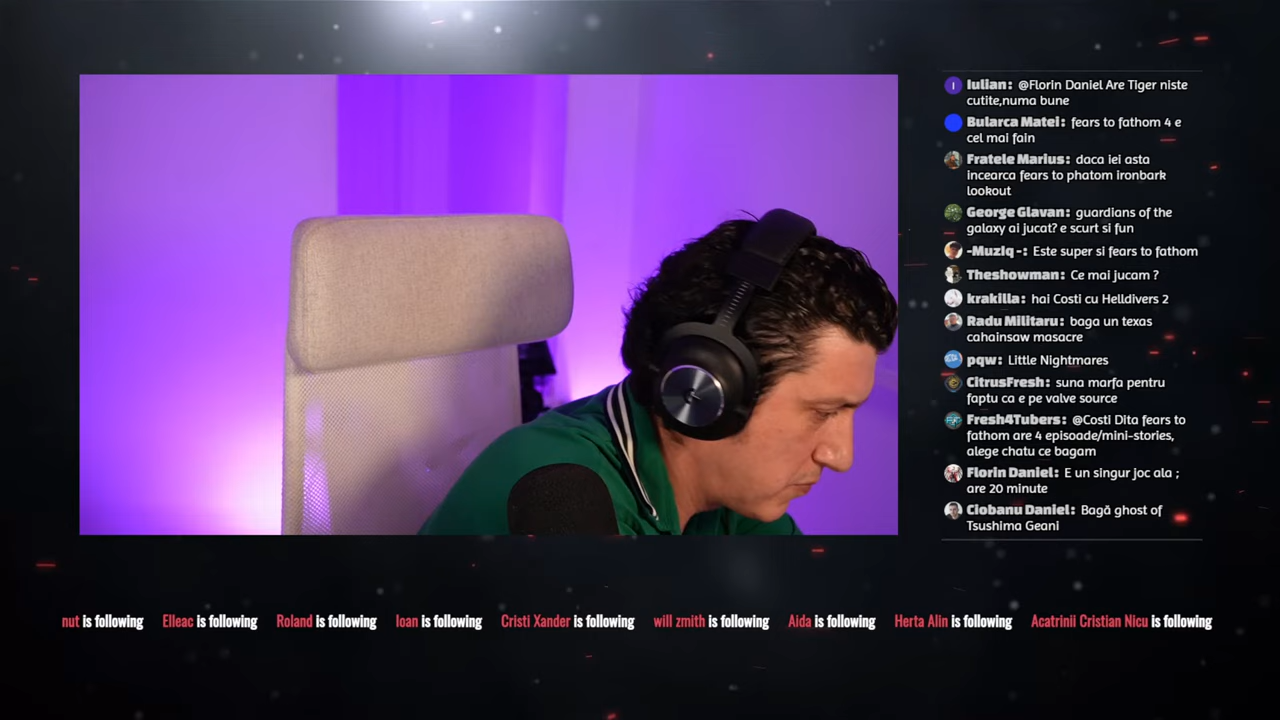 Iulian: @Florin Daniel Are Tiger niste
cutite,numa bune
Bularca Matei: fears to fathom 4 e
cel mai fain
Fratele Marius: daca iei asta
incearca fears to phatom ironbark
lookout
George Glavan: guardians of the
galaxy ai jucat? e scurt si fun
-Muziq-: Este super si fears to fathom
Theshowman: Ce mai jucam ?
krakilla: hai Costi cu Helldivers 2
Radu Militaru: baga un texas
cahainsaw masacre
pqw: Little Nightmares
CitrusFresh: suna marfa pentru
faptu ca e pe valve source
Fresh4Tubers: @Costi Dita fears to
fathom are 4 episoade/mini-stories,
alege chatu ce bagam
Florin Daniel: E un singur joc ala ;
are 20 minute
Ciobanu Daniel: Bagă ghost of
Tsushima Geani
nut is following Elleac is following Roland is following Ioan is following Cristi Xander is following will zmith is following Aida is following Herta Alin is following Acatrinii Cristian Nicu is following